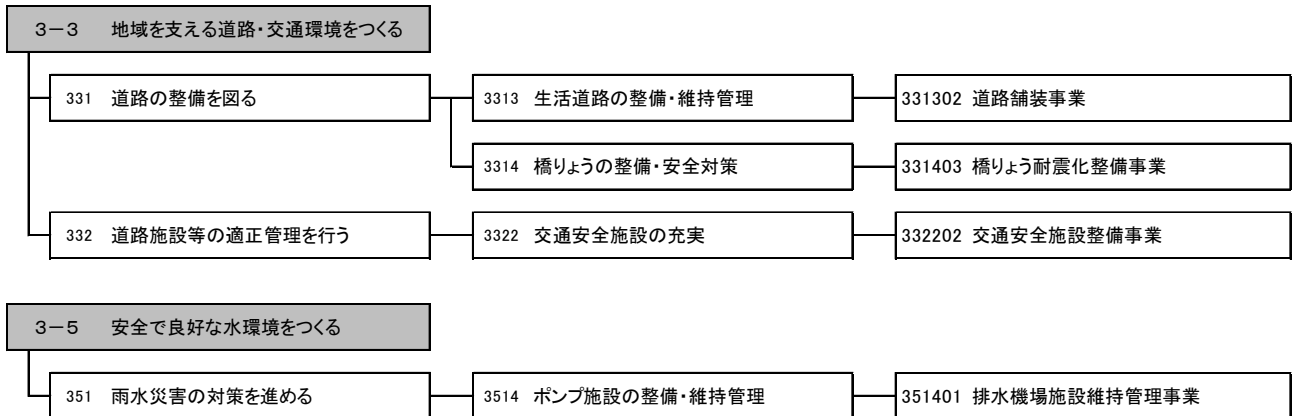 3－3 地域を支える道路・交通環境をつくる
331 道路の整備を図る 3313 生活道路の整備・維持管理 331302 道路舗装事業
3314 橋りょうの整備・安全対策 331403 橋りょう耐震化整備事業
332 道路施設等の適正管理を行う 3322 交通安全施設の充実 332202 交通安全施設整備事業
3－5 安全で良好な水環境をつくる
351 雨水災害の対策を進める 3514 ポンプ施設の整備・維持管理 351401 排水機場施設維持管理事業